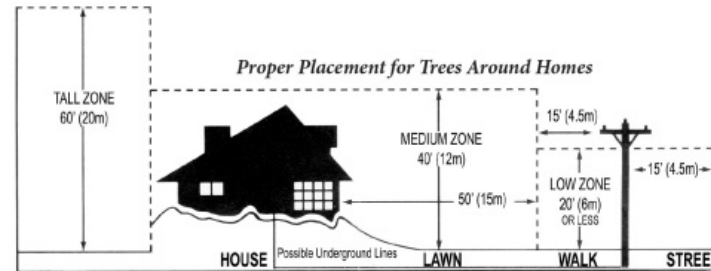 Proper Placement for Trees Around Homes
TALL ZONE
60' (20m)
MEDIUM ZONE
40' (12m)
15' (4.5m)
50' (15m)
LOW ZONE
20' (6m)
OR LESS
15' (4.5m)
HOUSE
Possible Underground Lines
LAWN
WALK
STREE